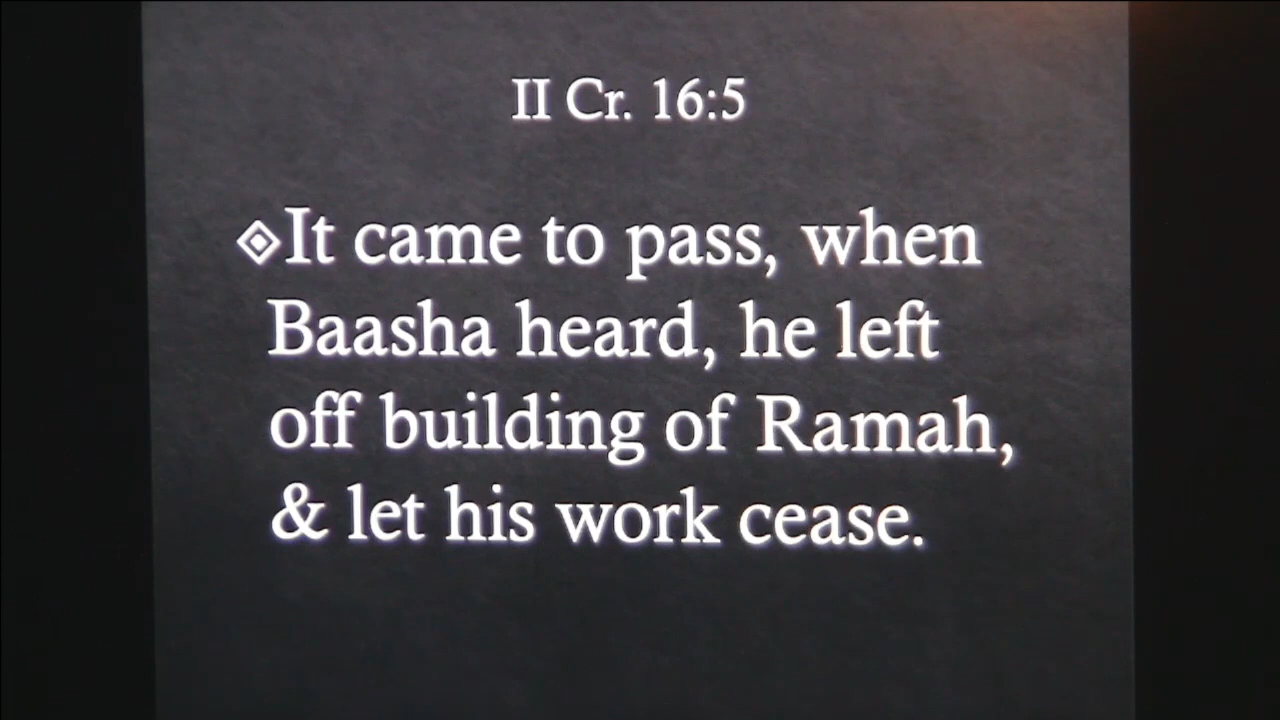 II Cr. 16:5
It came to pass, when
Baasha heard, he left
off building of Ramah,
& let his work cease.